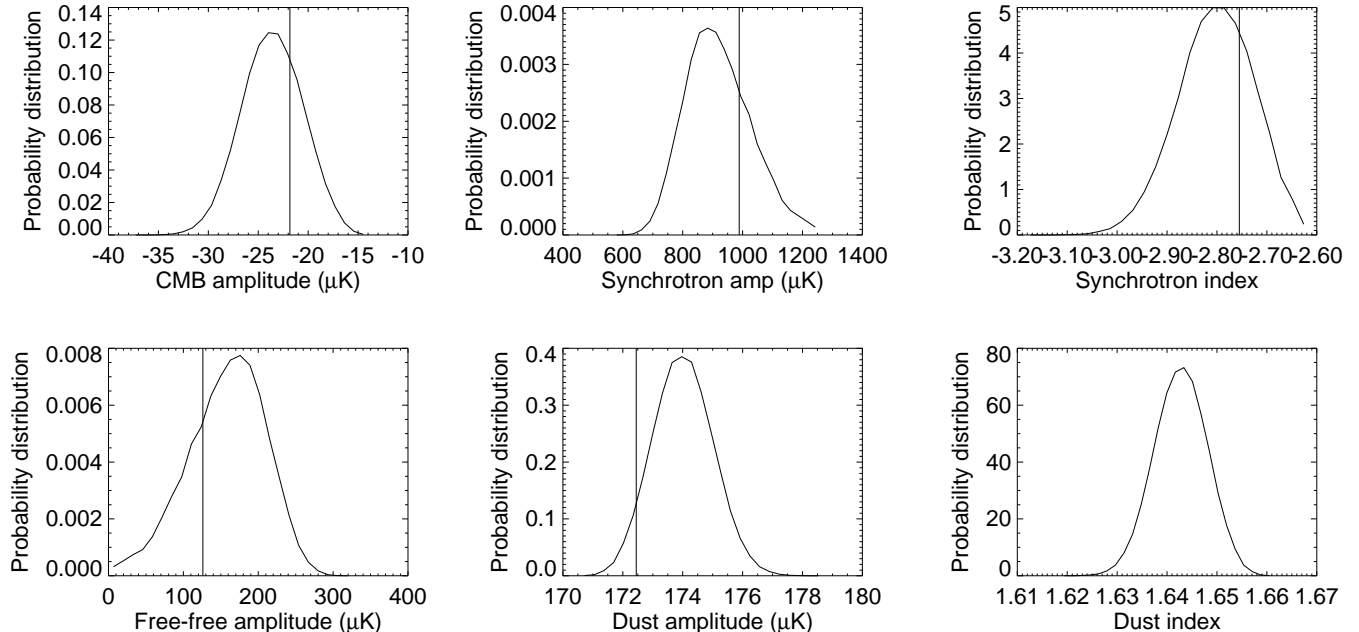 Probability distribution
0.14
0.12
0.10
0.08
0.06
0.04
0.02
0.00
-40 -35 -30 -25 -20 -15 -10
CMB amplitude (μK)
Probability distribution
0.004
0.003
0.002
0.001
0.000
400 600 800 1000 1200 1400
Synchrotron amp (μK)
Probability distribution
5
4
3
2
1
0
-3.20 -3.10 -3.00 -2.90 -2.80 -2.70 -2.60
Synchrotron index
Probability distribution
0.008
0.006
0.004
0.002
0.000
0 100 200 300 400
Free-free amplitude (μK)
Probability distribution
0.4
0.3
0.2
0.1
0.0
170 172 174 176 178 180
Dust amplitude (μK)
Probability distribution
80
60
40
20
0
1.61 1.62 1.63 1.64 1.65 1.66 1.67
Dust index